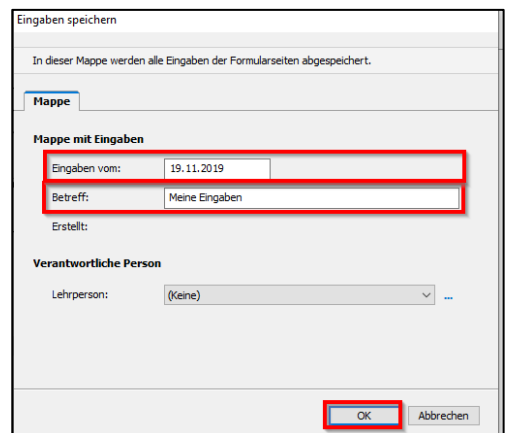 Eingaben speichern
In dieser Mappe werden alle Eingaben der Formularseiten abgespeichert.
Mappe
Mappe mit Eingaben
Eingaben vom: 19.11.2019
Betreff: Meine Eingaben
Erstellt:
Verantwortliche Person
Lehrperson: (Keine) ...
OK Abbrechen